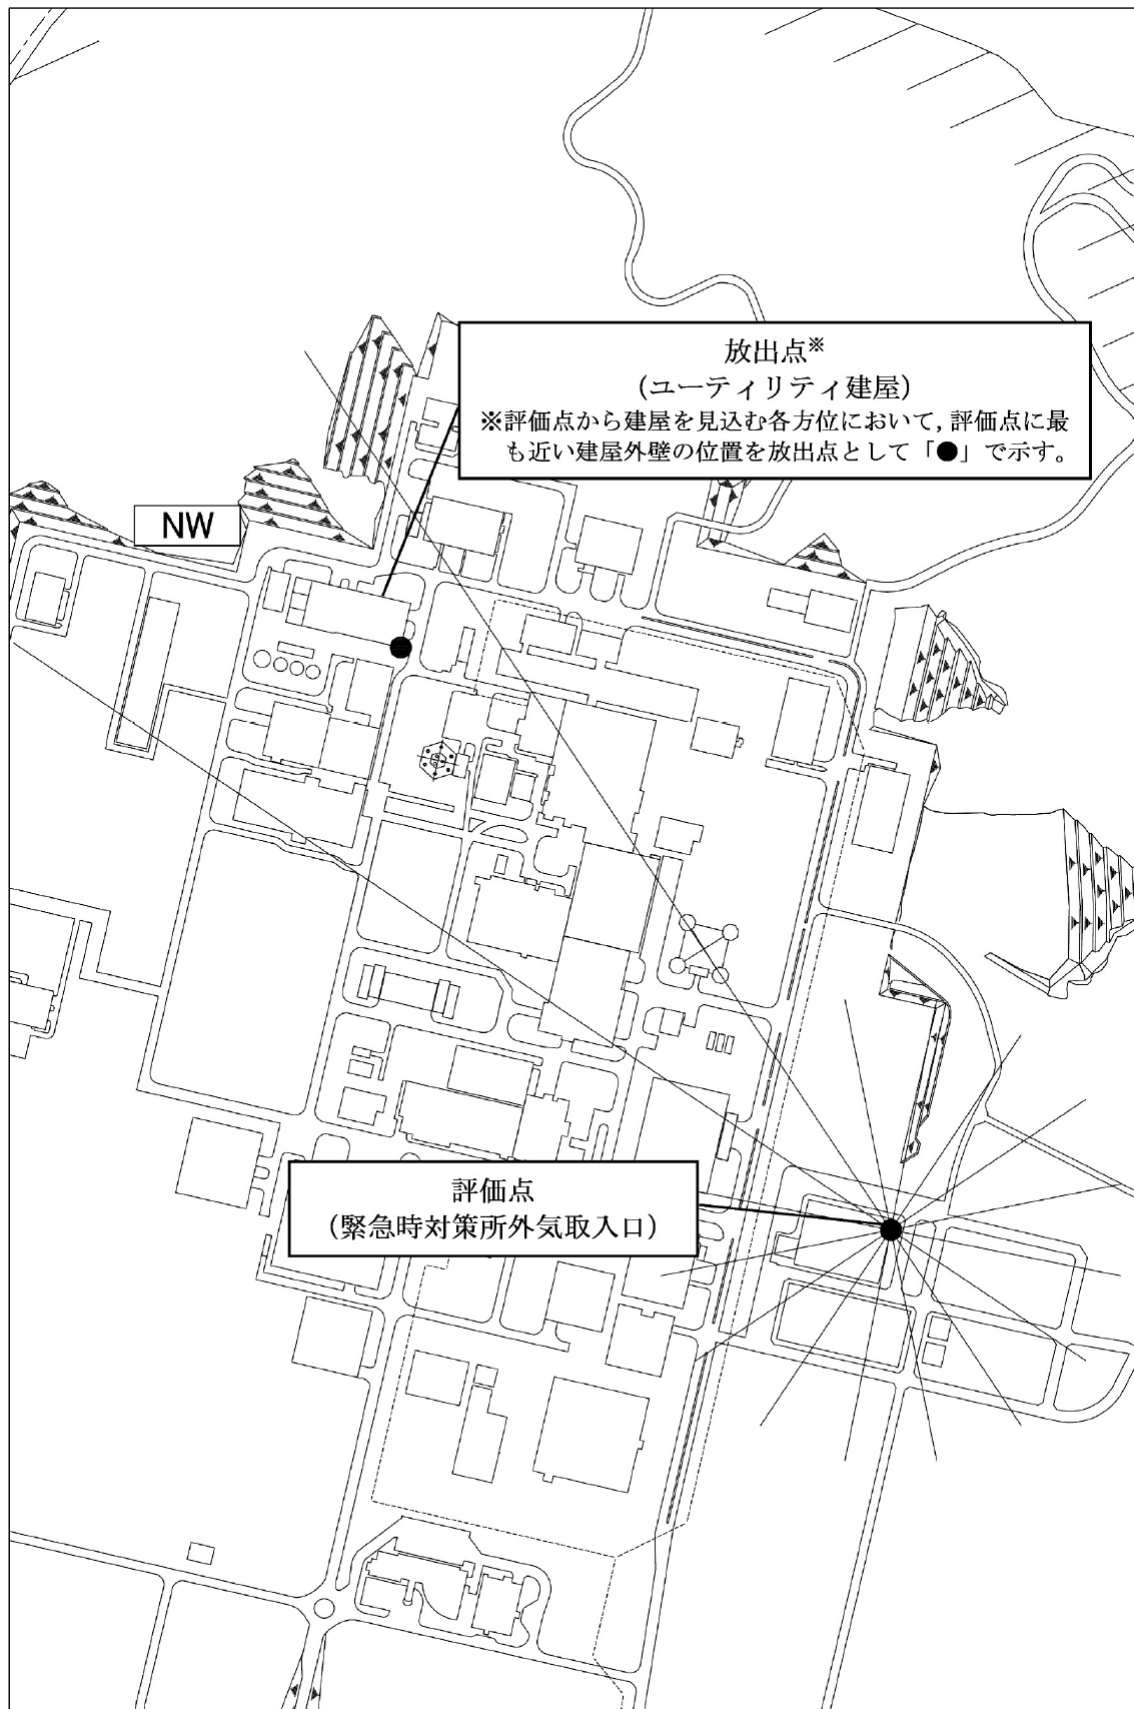 放出点※
(ユーティリティ建屋)
※評価点から建屋を見込む各方位において,評価点に最
も近い建屋外壁の位置を放出点として「●」で示す。
NW
評価点
(緊急時対策所外気取入口)